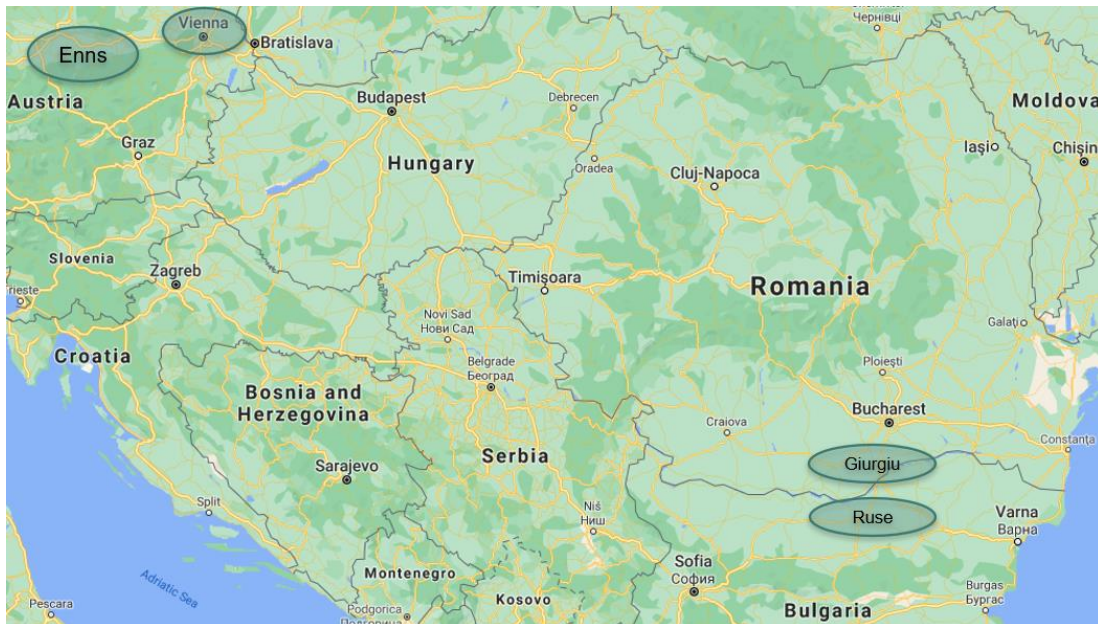 Чернівці
Vienna
Enns
Bratislava
Austria
Budapest
Debrecen
Moldova
Graz
Iași
Chișin
Hungary
Oradea
Cluj-Napoca
Slovenia
Zagreb
Timișoara
Romania
Trieste
Novi Sad
Нови Сад
Galați
Croatia
Belgrade
Београд
Ploiești
Bosnia and
Herzegovina
Bucharest
Craiova
Constanța
Serbia
Giurgiu
Sarajevo
Split
Niš
Ниш
Ruse
Varna
Варна
Sofia
София
Adriatic Sea
Montenegro
Kosovo
Burgas
Бургас
Pescara
Podgorica
Bulgaria